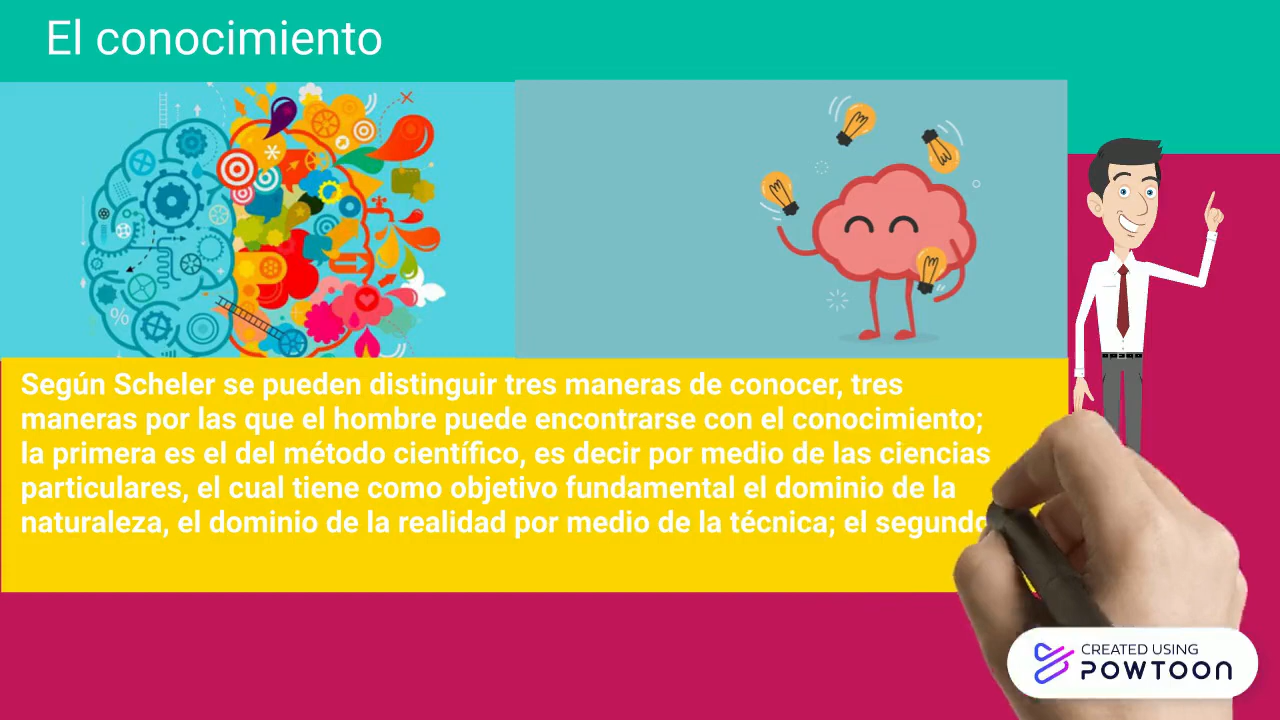 El conocimiento
%
Según Scheler se pueden distinguir tres maneras de conocer, tres
maneras por las que el hombre puede encontrarse con el conocimiento;
la primera es el del método científico, es decir por medio de las ciencias
particulares, el cual tiene como objetivo fundamental el dominio de la
naturaleza, el dominio de la realidad por medio de la técnica; el segundo
CREATED USING
POWTOON